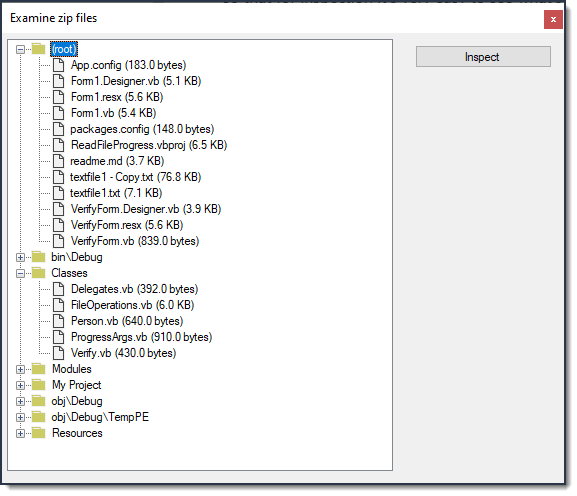 Examine zip files
x
(root)
Inspect
App.config (183.0 bytes)
Form1.Designer.vb (5.1 KB)
Form1.resx (5.6 KB)
Form1.vb (5.4 KB)
packages.config (148.0 bytes)
ReadFileProgress.vbproj (6.5 KB)
readme.md (3.7 KB)
textfile1 - Copy.txt (76.8 KB)
textfile1.txt (7.1 KB)
VerifyForm.Designer.vb (3.9 KB)
VerifyForm.resx (5.6 KB)
VerifyForm.vb (839.0 bytes)
bin\Debug
Classes
Delegates.vb (392.0 bytes)
FileOperations.vb (6.0 KB)
Person.vb (640.0 bytes)
ProgressArgs.vb (910.0 bytes)
Verify.vb (430.0 bytes)
Modules
My Project
obj\Debug
obj\Debug\TempPE
Resources